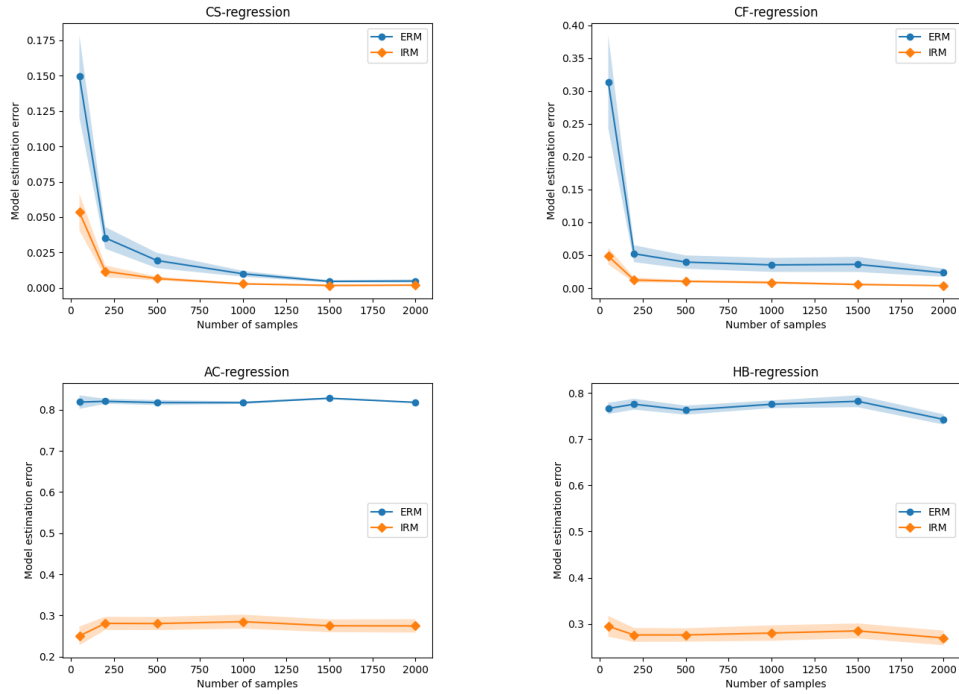 CS-regression
0.175
0.150
0.125
0.100
0.075
0.050
0.025
0.000
Model estimation error
ERM
IRM
0 250 500 750 1000 1250 1500 1750 2000
Number of samples
CF-regression
0.40
0.35
0.30
0.25
0.20
0.15
0.10
0.05
0.00
Model estimation error
ERM
IRM
0 250 500 750 1000 1250 1500 1750 2000
Number of samples
AC-regression
0.8
0.7
0.6
0.5
0.4
0.3
0.2
Model estimation error
ERM
IRM
0 250 500 750 1000 1250 1500 1750 2000
Number of samples
HB-regression
0.8
0.7
0.6
0.5
0.4
0.3
Model estimation error
ERM
IRM
0 250 500 750 1000 1250 1500 1750 2000
Number of samples